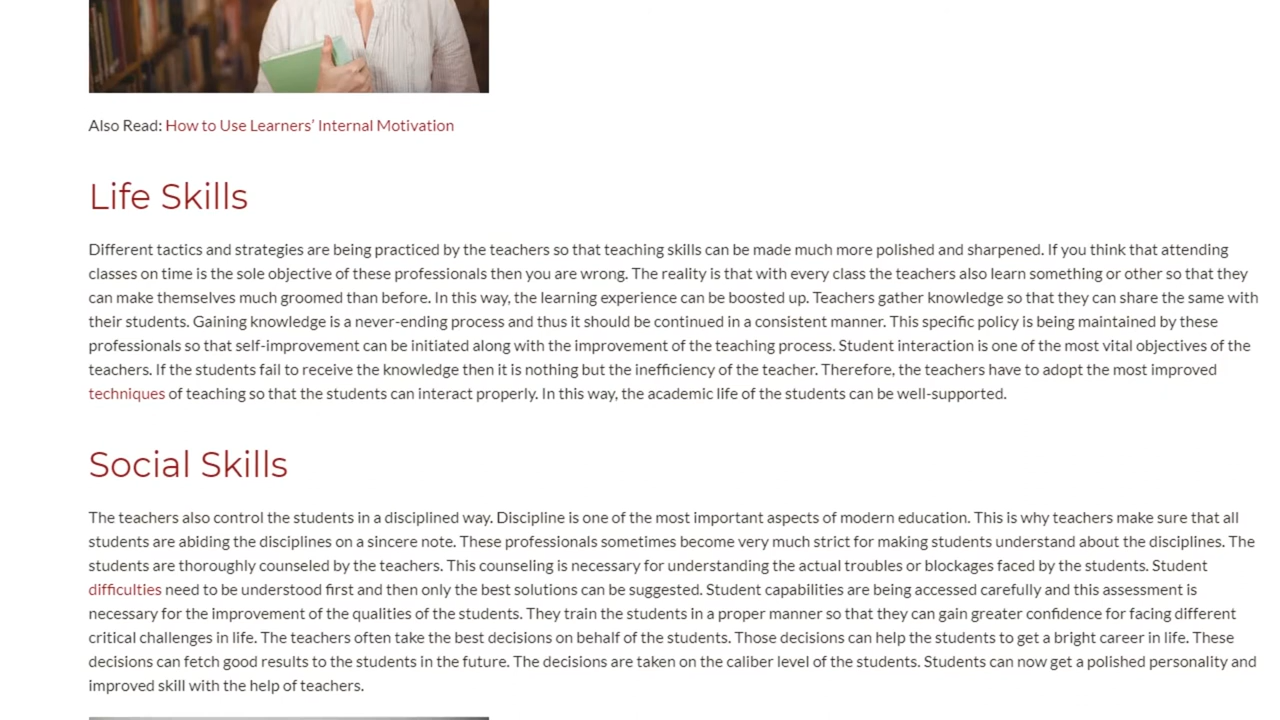 Also Read: How to Use Learners’ Internal Motivation
Life Skills
Different tactics and strategies are being practiced by the teachers so that teaching skills can be made much more polished and sharpened. If you think that attending
classes on time is the sole objective of these professionals then you are wrong. The reality is that with every class the teachers also learn something or other so that they
can make themselves much groomed than before. In this way, the learning experience can be boosted up. Teachers gather knowledge so that they can share the same with
their students. Gaining knowledge is a never-ending process and thus it should be continued in a consistent manner. This specific policy is being maintained by these
professionals so that self-improvement can be initiated along with the improvement of the teaching process. Student interaction is one of the most vital objectives of the
teachers. If the students fail to receive the knowledge then it is nothing but the inefficiency of the teacher. Therefore, the teachers have to adopt the most improved
techniques of teaching so that the students can interact properly. In this way, the academic life of the students can be well-supported.
Social Skills
The teachers also control the students in a disciplined way. Discipline is one of the most important aspects of modern education. This is why teachers make sure that all
students are abiding the disciplines on a sincere note. These professionals sometimes become very much strict for making students understand about the disciplines. The
students are thoroughly counseled by the teachers. This counseling is necessary for understanding the actual troubles or blockages faced by the students. Student
difficulties need to be understood first and then only the best solutions can be suggested. Student capabilities are being accessed carefully and this assessment is
necessary for the improvement of the qualities of the students. They train the students in a proper manner so that they can gain greater confidence for facing different
critical challenges in life. The teachers often take the best decisions on behalf of the students. Those decisions can help the students to get a bright career in life. These
decisions can fetch good results to the students in the future. The decisions are taken on the caliber level of the students. Students can now get a polished personality and
improved skill with the help of teachers.